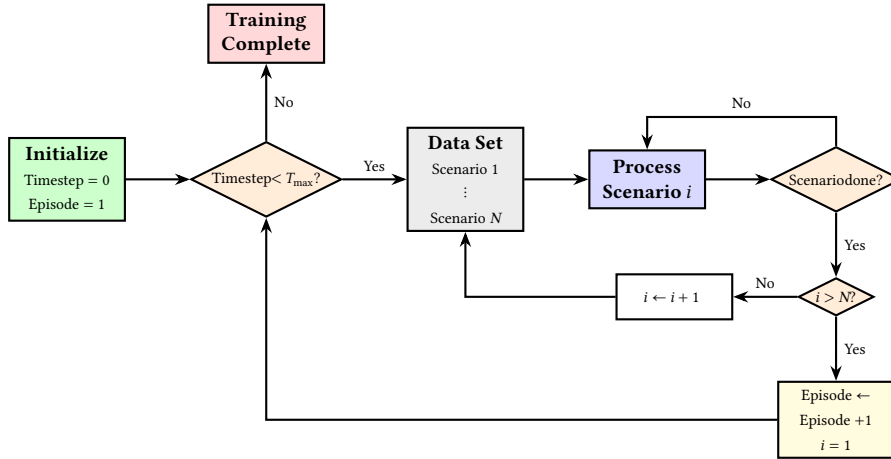 Training
Complete
No
Initialize
Timestep = 0
Episode = 1
Timestep< T_max?
Yes
Data Set
Scenario 1
⋮
Scenario N
Process
Scenario i
No
Scenariodone?
Yes
i > N?
No
i ← i + 1
Yes
Episode ←
Episode +1
i = 1